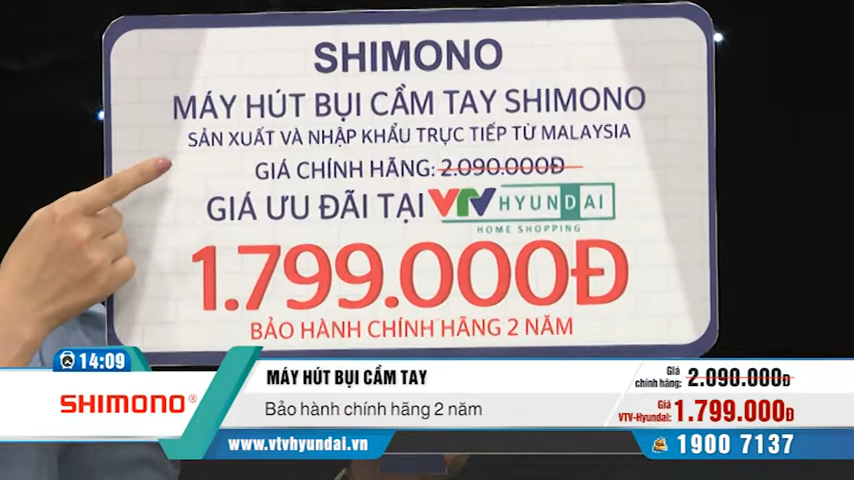 SHIMONO
MÁY HÚT BỤI CẦM TAY SHIMONO
SẢN XUẤT VÀ NHẬP KHẨU TRỰC TIẾP TỪ MALAYSIA
GIÁ CHÍNH HÃNG: 2.090.000Đ
GIÁ ƯU ĐÃI TẠI VTV HYUNDAI
HOME SHOPPING
1.799.000Đ
BẢO HÀNH CHÍNH HÃNG 2 NĂM
14:09
SHIMONO®
MÁY HÚT BỤI CẦM TAY
Bảo hành chính hãng 2 năm
Giá
chính hãng: 2.090.000Đ
Giá
VTV-Hyundai: 1.799.000Đ
www.vtvhyundai.vn
1900 7137